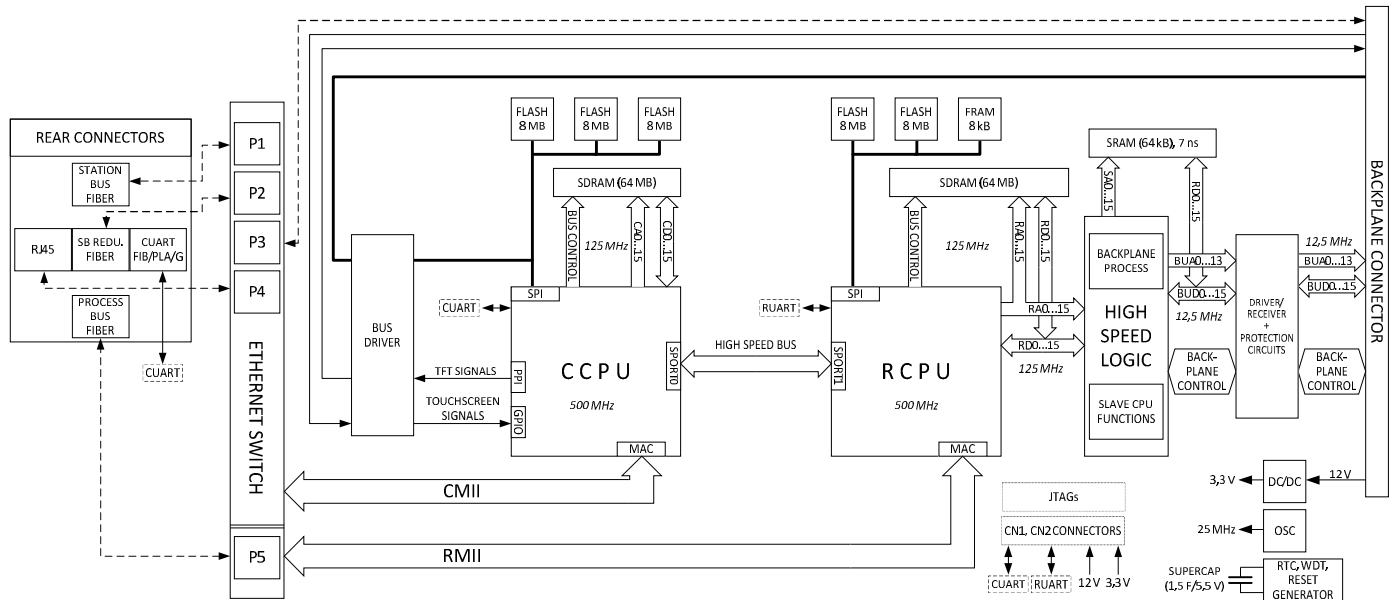 REAR CONNECTORS
STATION
BUS
FIBER
RJ45
SB REDU.
FIBER
CUART
FIB/PLA/G
PROCESS
BUS
FIBER
CUART
P1
P2
P3
P4
ETHERNET SWITCH
P5
BUS
DRIVER
FLASH
8 MB
FLASH
8 MB
FLASH
8 MB
SDRAM (64 MB)
BUS CONTROL
125 MHz
CA0...15
CD0...15
CUART
SPI
PPI
GPIO
SPORT0
MAC
CCPU
500 MHz
TFT SIGNALS
TOUCHSCREEN
SIGNALS
HIGH SPEED BUS
CMII
RMII
FLASH
8 MB
FLASH
8 MB
FRAM
8 kB
SDRAM (64 MB)
BUS CONTROL
125 MHz
RA0...15
RD0...15
RUART
SPI
SPORT1
MAC
RCPU
500 MHz
RA0...15
RD0...15
125 MHz
SRAM (64 kB), 7 ns
SA0...15
RD0...15
BACKPLANE
PROCESS
HIGH
SPEED
LOGIC
SLAVE CPU
FUNCTIONS
BUA0...13
BUD0...15
12,5 MHz
BACK-
PLANE
CONTROL
DRIVER/
RECEIVER
+
PROTECTION
CIRCUITS
12,5 MHz
BUA0...13
BUD0...15
BACK-
PLANE
CONTROL
BACKPLANE CONNECTOR
JTAGs
CN1, CN2 CONNECTORS
CUART
RUART
12 V
3,3 V
3,3 V
DC/DC
12 V
25 MHz
OSC
SUPERCAP
(1,5 F/5,5 V)
RTC, WDT,
RESET
GENERATOR